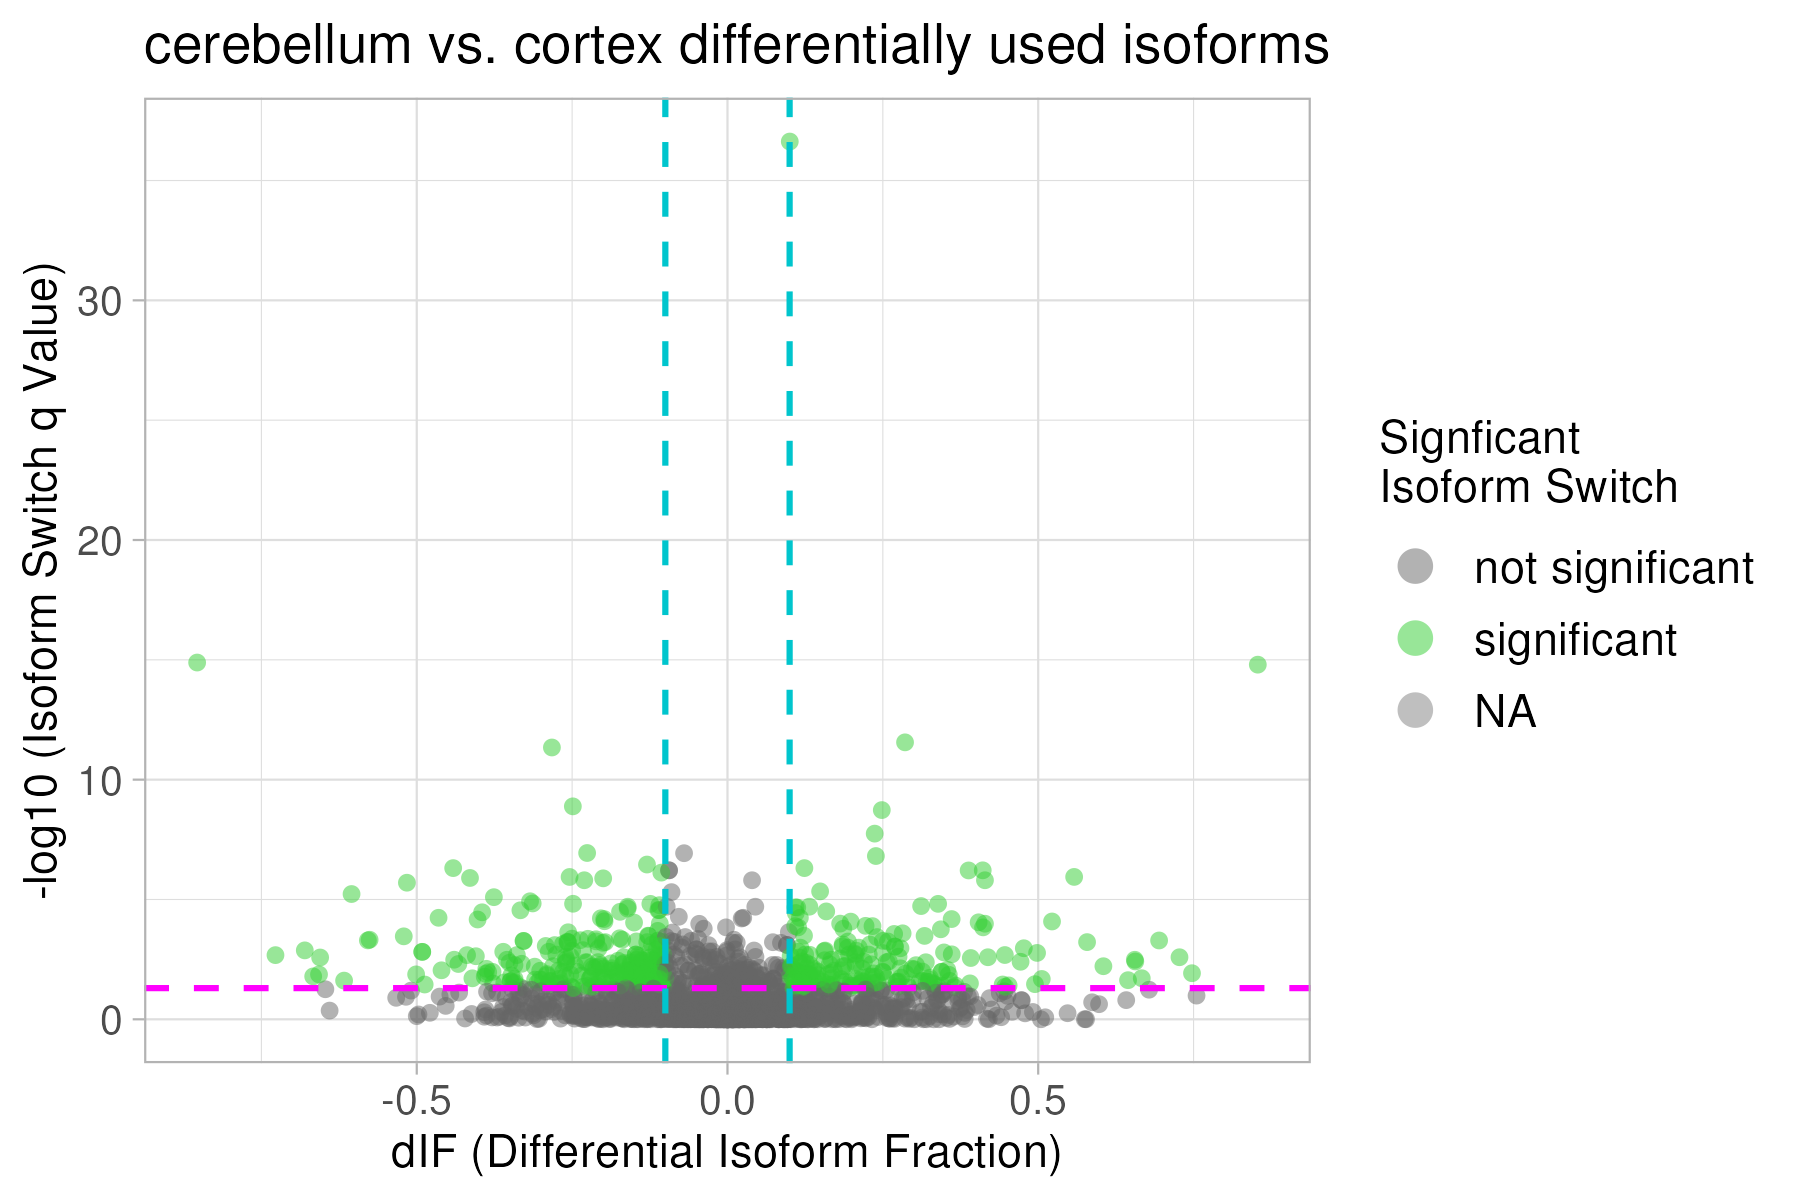 cerebellum vs. cortex differentially used isoforms
-log10 (Isoform Switch q Value)
30
20
10
0
-0.5
0.0
0.5
dIF (Differential Isoform Fraction)
Signficant
Isoform Switch
not significant
significant
NA